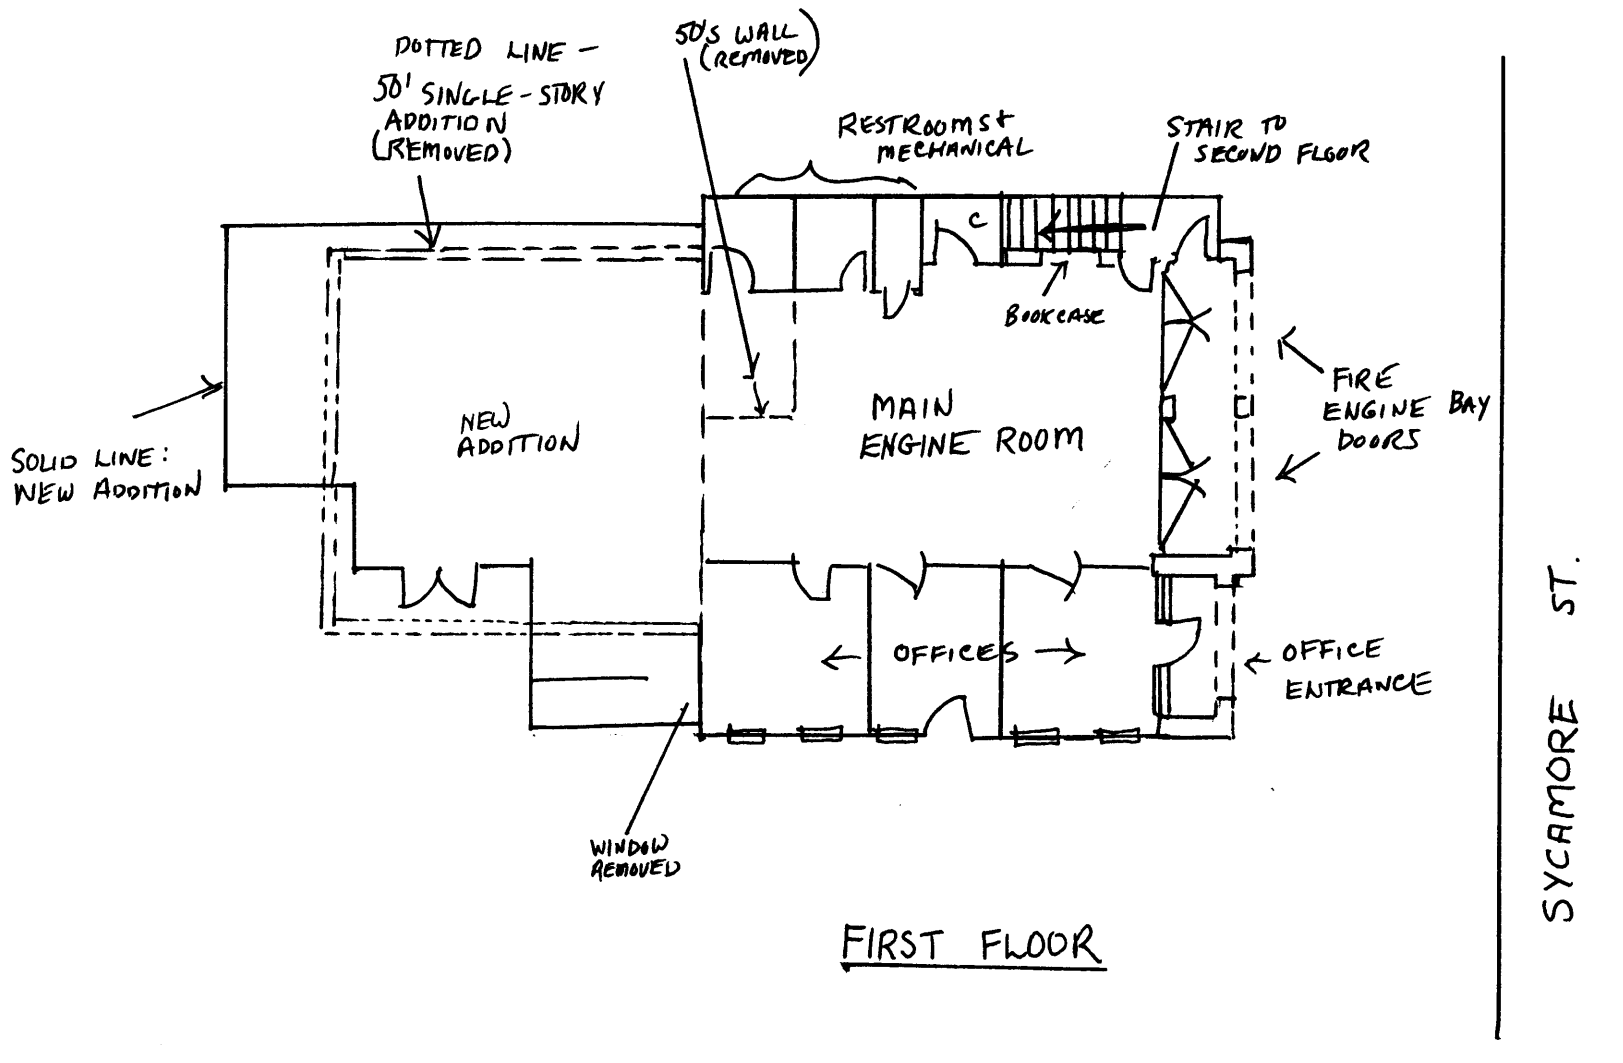 DOTTED LINE -
50' SINGLE-STORY
ADDITION
(REMOVED)
50'S WALL
(REMOVED)
RESTROOMS +
MECHANICAL
STAIR TO
SECOND FLOOR
C
BOOKCASE
FIRE
ENGINE BAY
DOORS
NEW
ADDITION
MAIN
ENGINE ROOM
SOLID LINE:
NEW ADDITION
OFFICES
OFFICE
ENTRANCE
WINDOW
REMOVED
FIRST FLOOR
SYCAMORE ST.